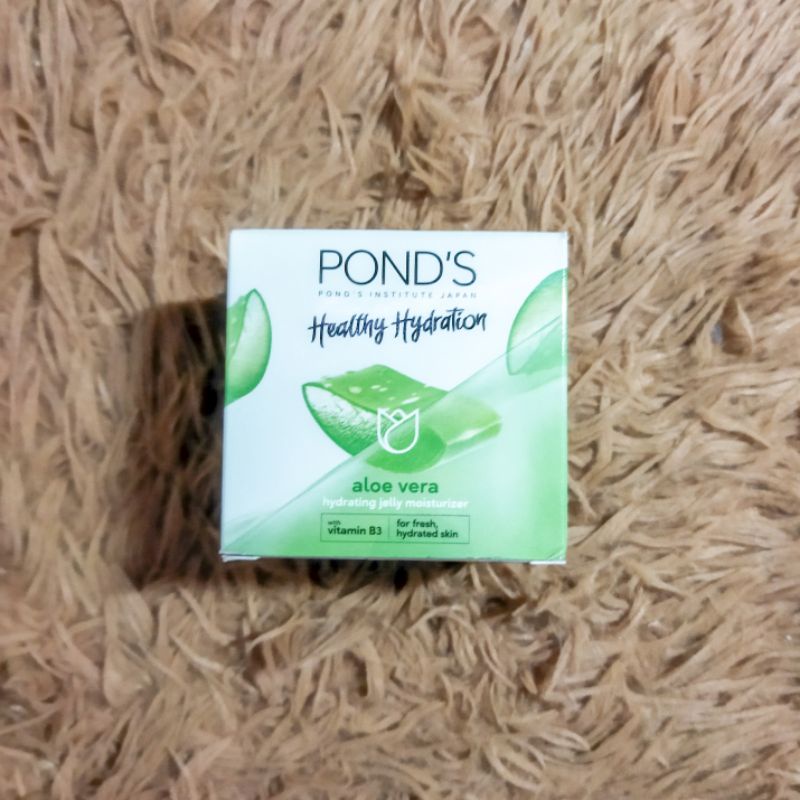 POND'S
POND'S INSTITUTE JAPAN
Healthy Hydration
aloe vera
hydrating jelly moisturizer
with
vitamin B3
for fresh,
hydrated skin